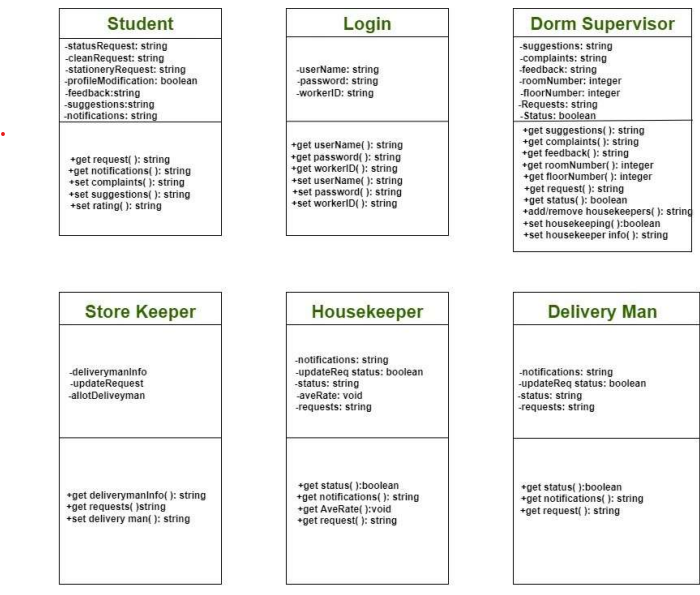 Student
-statusRequest: string
-cleanRequest: string
-stationeryRequest: string
-profileModification: boolean
-feedback:string
-suggestions:string
-notifications: string
+get request( ): string
+get notifications( ): string
+set complaints( ): string
+set suggestions( ): string
+set rating( ): string
Login
-userName: string
-password: string
-workerID: string
+get userName( ): string
+get password( ): string
+get workerID( ): string
+set userName( ): string
+set password( ): string
+set workerID( ): string
Dorm Supervisor
-suggestions: string
-complaints: string
-feedback: string
-roomNumber: integer
-floorNumber: integer
-Requests: string
-Status: boolean
+get suggestions( ): string
+get complaints( ): string
+get feedback( ): string
+get roomNumber( ): integer
+get floorNumber( ): integer
+get request( ): string
+get status( ): boolean
+add/remove housekeepers( ): string
+set housekeeping( ):boolean
+set housekeeper info( ): string
Store Keeper
-deliverymanInfo
-updateRequest
-allotDeliveyman
+get deliverymanInfo( ): string
+get requests( )string
+set delivery man( ): string
Housekeeper
-notifications: string
-updateReq status: boolean
-status: string
-aveRate: void
-requests: string
+get status( ):boolean
+get notifications( ): string
+get AveRate( ):void
+get request( ): string
Delivery Man
-notifications: string
-updateReq status: boolean
-status: string
-requests: string
+get status( ):boolean
+get notifications( ): string
+get request( ): string